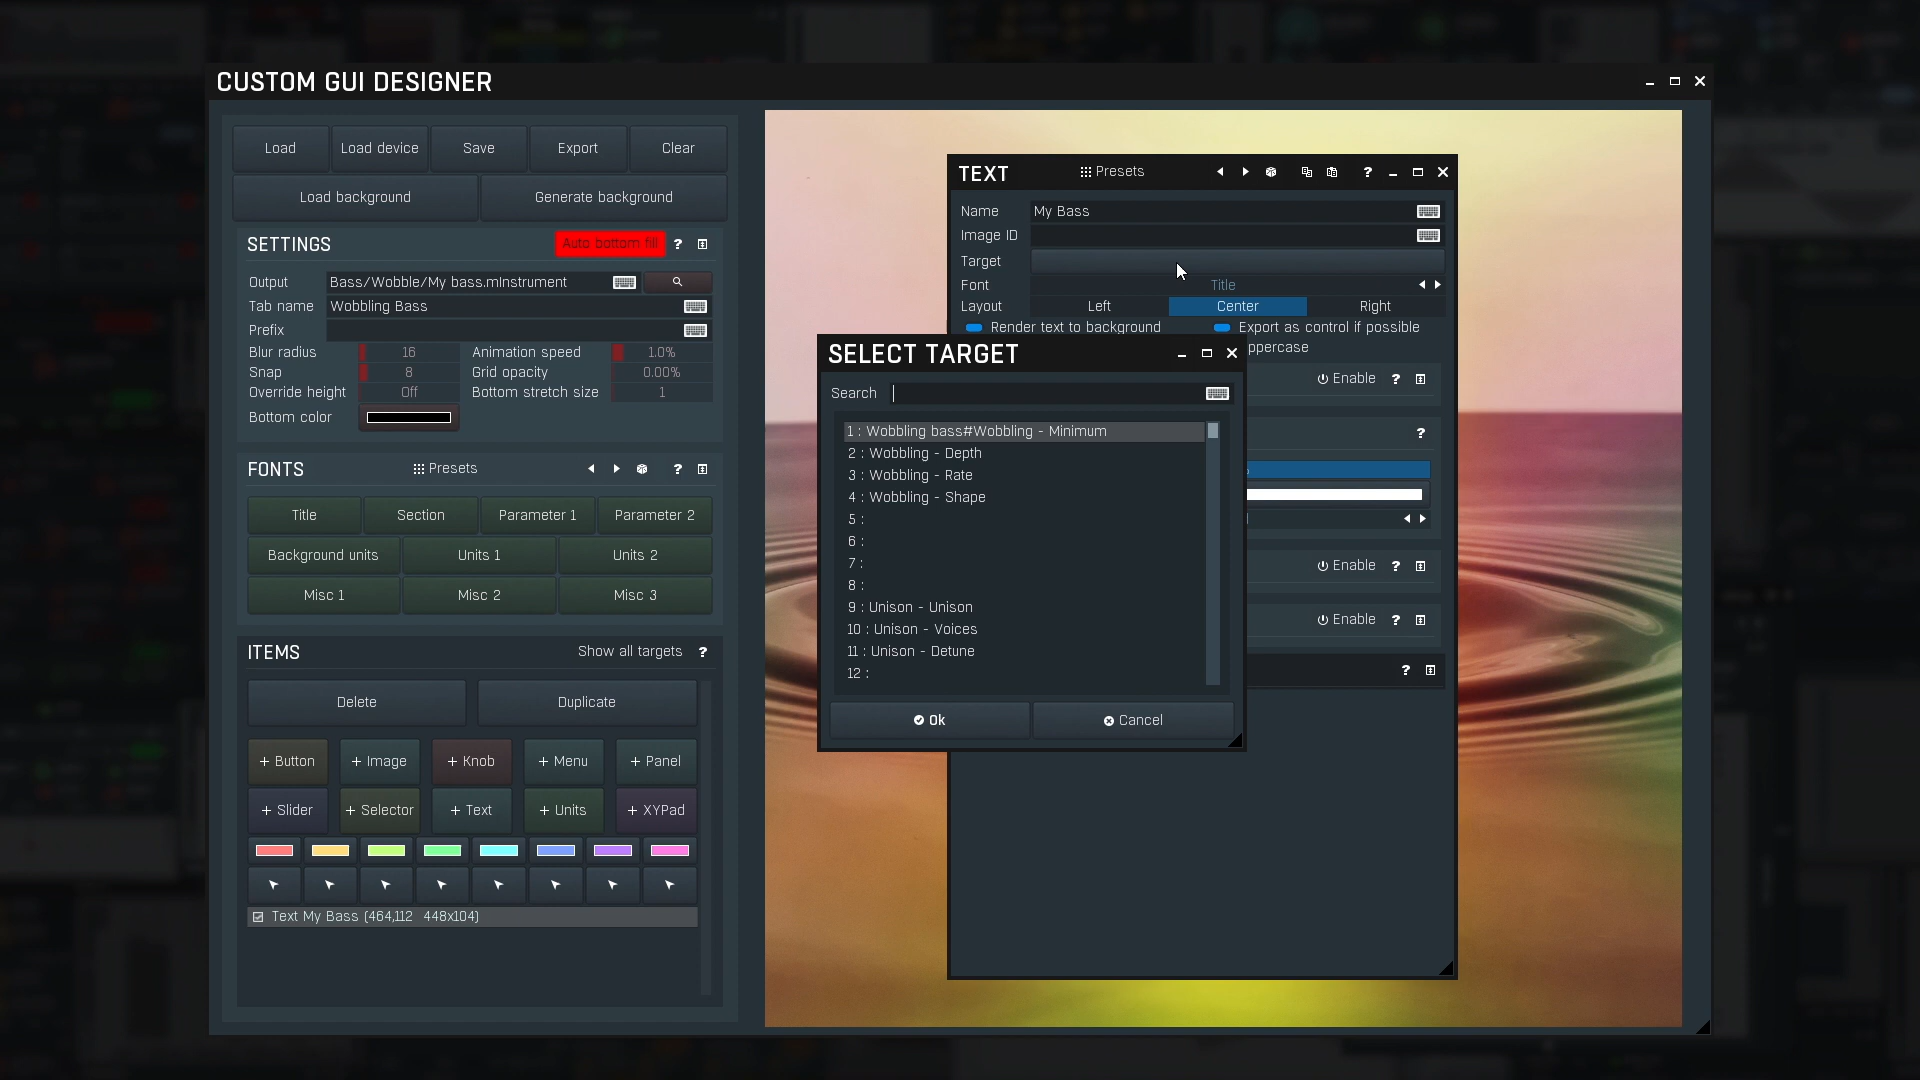 CUSTOM GUI DESIGNER
Load
Load device
Save
Export
Clear
Load background
Generate background
SETTINGS
Auto bottom fill
?
Output
Bass/Wobble/My bass.mInstrument
Tab name
Wobbling Bass
Prefix
Blur radius
16
Animation speed
1.0%
Snap
8
Grid opacity
0.00%
Override height
Off
Bottom stretch size
1
Bottom color
FONTS
Presets
?
Title
Section
Parameter 1
Parameter 2
Background units
Units 1
Units 2
Misc 1
Misc 2
Misc 3
ITEMS
Show all targets
?
Delete
Duplicate
+ Button
+ Image
+ Knob
+ Menu
+ Panel
+ Slider
+ Selector
+ Text
+ Units
+ XYPad
Text My Bass (464,112 448x104)
TEXT
Presets
?
Name
My Bass
Image ID
Target
Font
Title
Layout
Left
Center
Right
Render text to background
Export as control if possible
ppercase
Enable
?
?
Enable
?
Enable
?
?
SELECT TARGET
Search
1 : Wobbling bass#Wobbling - Minimum
2 : Wobbling - Depth
3 : Wobbling - Rate
4 : Wobbling - Shape
5 :
6 :
7 :
8 :
9 : Unison - Unison
10 : Unison - Voices
11 : Unison - Detune
12 :
Ok
Cancel